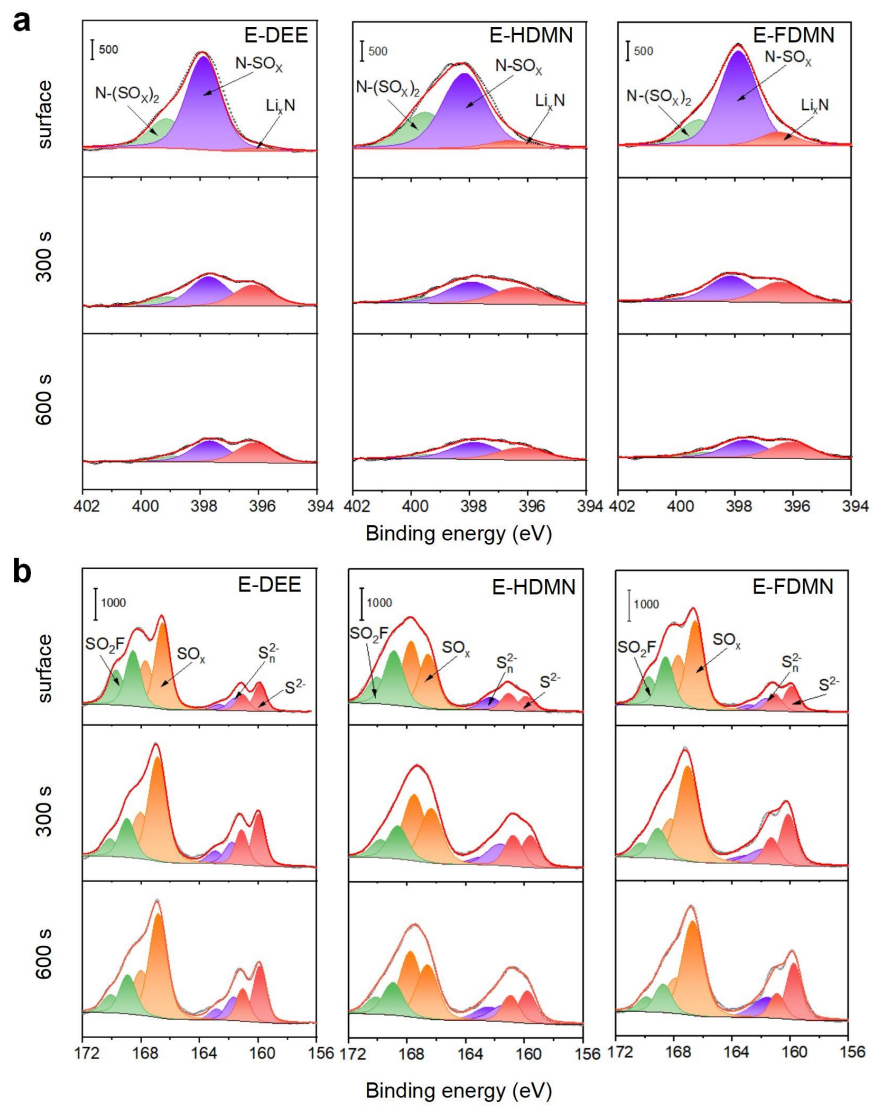 a
E-DEE
E-HDMN
E-FDMN
surface
500
N-(SOX)2
N-SOX
LixN
500
N-(SOX)2
N-SOX
LixN
500
N-(SOX)2
N-SOX
LixN
300 s
600 s
402 400 398 396 394
402 400 398 396 394
402 400 398 396 394
Binding energy (eV)
b
E-DEE
E-HDMN
E-FDMN
surface
1000
SO2F
SOx
Sn2-
S2-
1000
SO2F
SOx
Sn2-
S2-
1000
SO2F
SOx
Sn2-
S2-
300 s
600 s
172 168 164 160 156
172 168 164 160 156
172 168 164 160 156
Binding energy (eV)